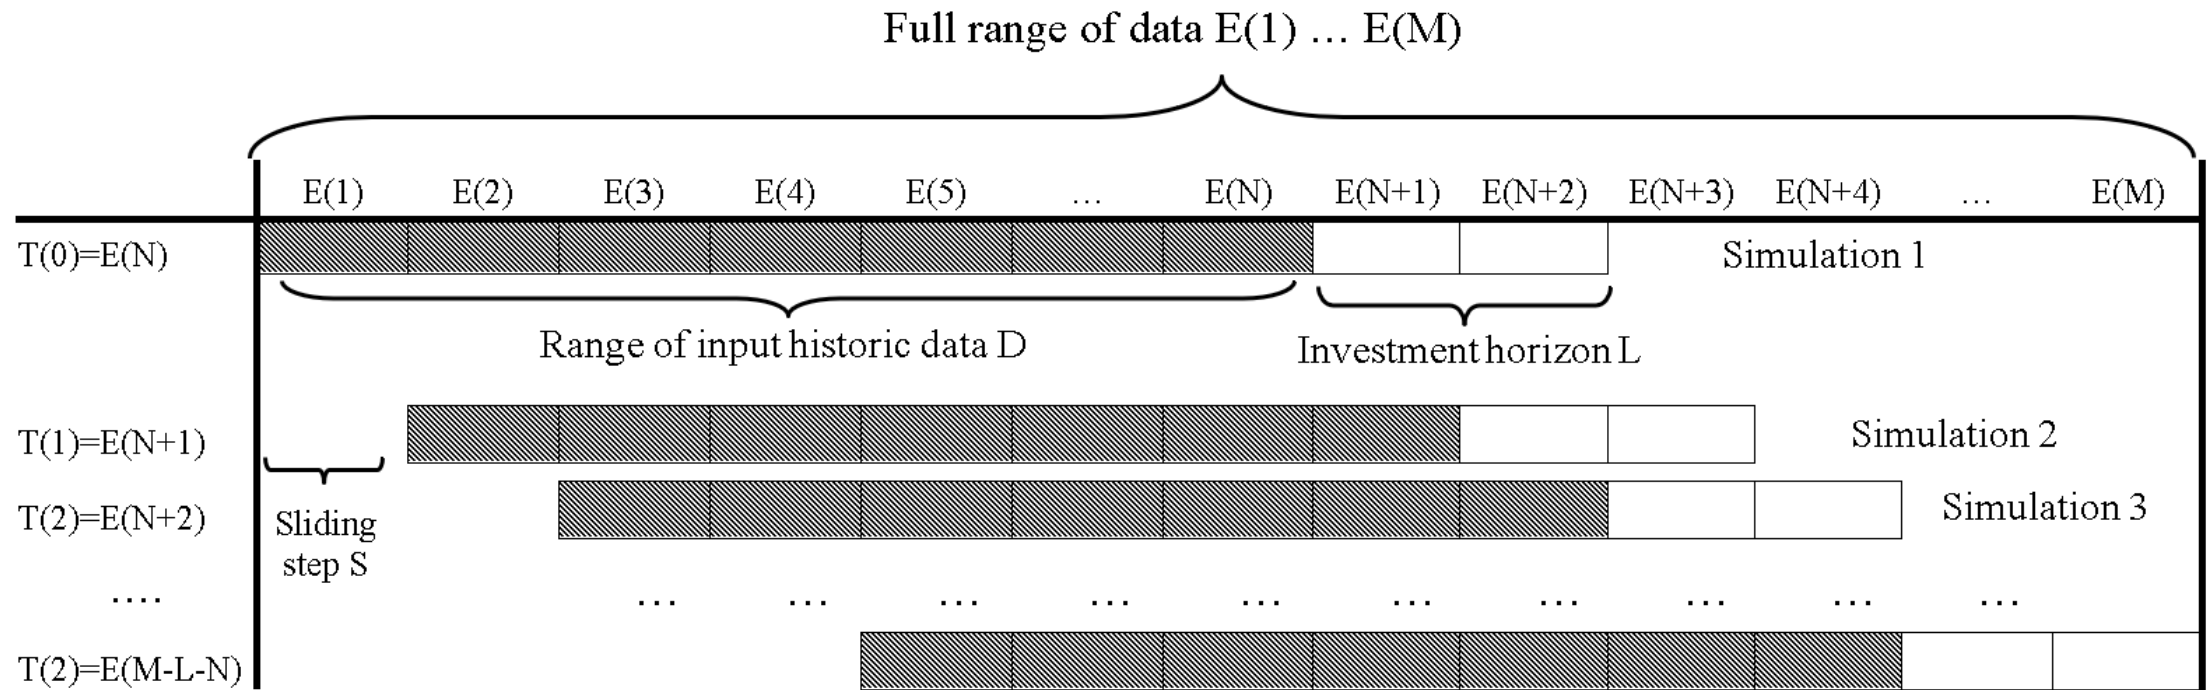 Full range of data E(1) … E(M)
E(1) E(2) E(3) E(4) E(5) … E(N) E(N+1) E(N+2) E(N+3) E(N+4) … E(M)
T(0)=E(N) Simulation 1
Range of input historic data D Investment horizon L
T(1)=E(N+1) Simulation 2
T(2)=E(N+2) Simulation 3
Sliding
step S
…. … … … … … … … … … …
T(2)=E(M-L-N)